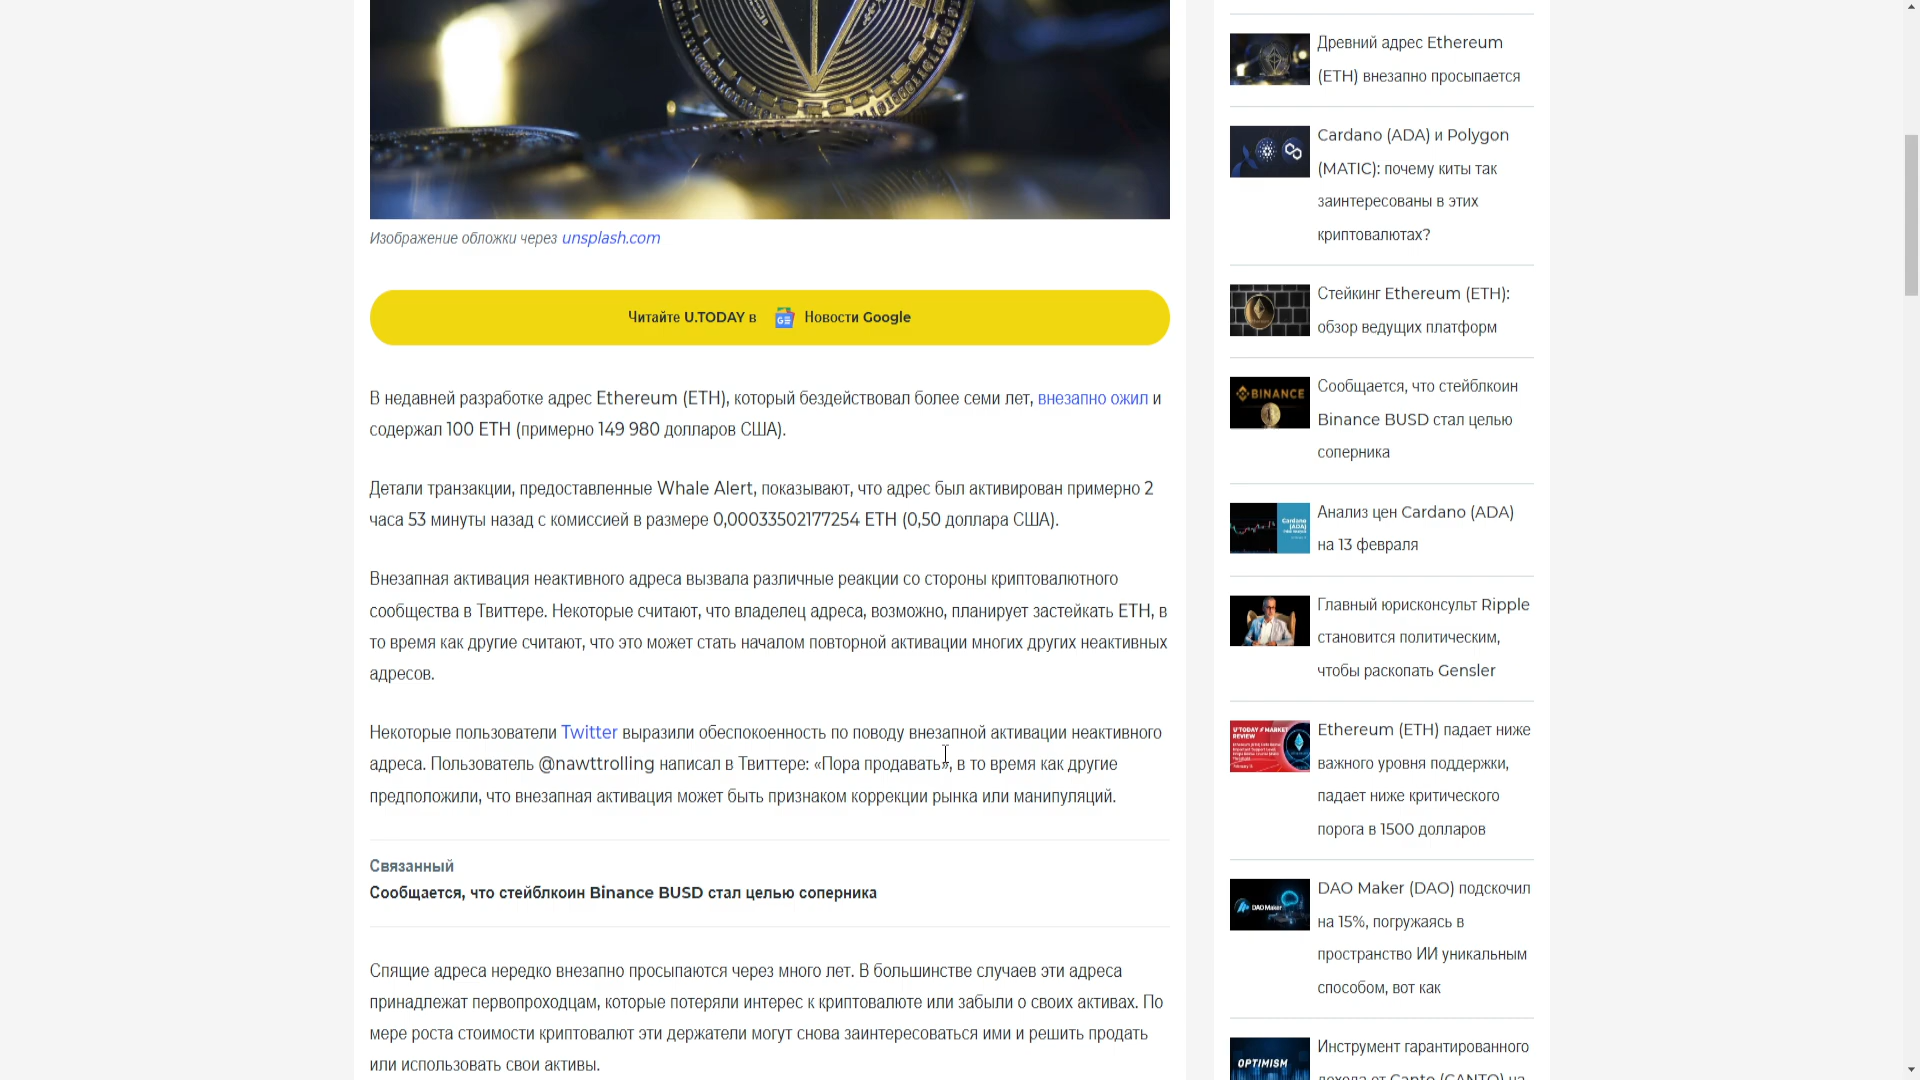 Изображение обложки через unsplash.com
Читайте U.TODAY в Новости Google
В недавней разработке адрес Ethereum (ETH), который бездействовал более семи лет, внезапно ожил и
содержал 100 ETH (примерно 149 980 долларов США).
Детали транзакции, предоставленные Whale Alert, показывают, что адрес был активирован примерно 2
часа 53 минуты назад с комиссией в размере 0,00033502177254 ETH (0,50 доллара США).
Внезапная активация неактивного адреса вызвала различные реакции со стороны криптовалютного
сообщества в Твиттере. Некоторые считают, что владелец адреса, возможно, планирует застейкать ETH, в
то время как другие считают, что это может стать началом повторной активации многих других неактивных
адресов.
Некоторые пользователи Twitter выразили обеспокоенность по поводу внезапной активации неактивного
адреса. Пользователь @nawttrolling написал в Твиттере: «Пора продавать», в то время как другие
предположили, что внезапная активация может быть признаком коррекции рынка или манипуляций.
Связанный
Сообщается, что стейблкоин Binance BUSD стал целью соперника
Спящие адреса нередко внезапно просыпаются через много лет. В большинстве случаев эти адреса
принадлежат первопроходцам, которые потеряли интерес к криптовалюте или забыли о своих активах. По
мере роста стоимости криптовалют эти держатели могут снова заинтересоваться ими и решить продать
или использовать свои активы.
Древний адрес Ethereum
(ETH) внезапно просыпается
Cardano (ADA) и Polygon
(MATIC): почему киты так
заинтересованы в этих
криптовалютах?
Стейкинг Ethereum (ETH):
обзор ведущих платформ
BINANCE
Сообщается, что стейблкоин
Binance BUSD стал целью
соперника
Cardano
(ADA)
Анализ цен Cardano (ADA)
на 13 февраля
Главный юрисконсульт Ripple
становится политическим,
чтобы раскопать Gensler
U.TODAY MARKET
REVIEW
Ethereum (ETH) падает ниже
важного уровня поддержки,
падает ниже критического
порога в 1500 долларов
DAO Maker
DAO Maker (DAO) подскочил
на 15%, погружаясь в
пространство ИИ уникальным
способом, вот как
OPTIMISM
Инструмент гарантированного
дохода от Canto (CANTO) на